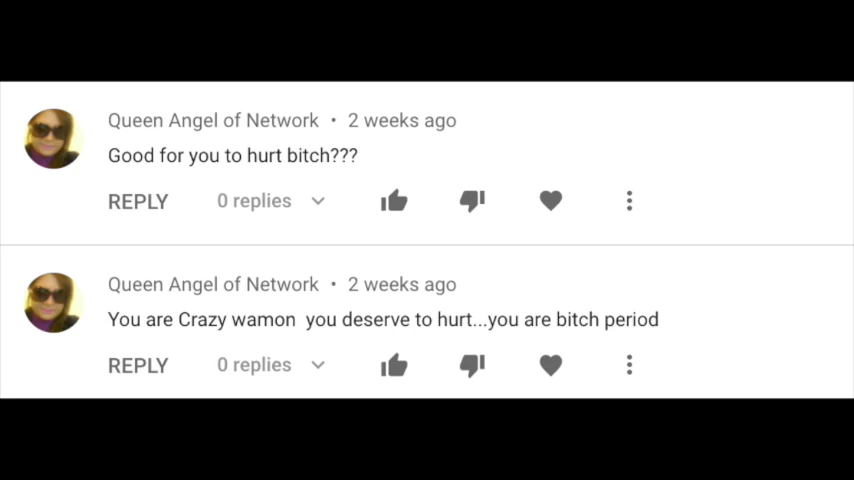 Queen Angel of Network • 2 weeks ago
Good for you to hurt bitch???
REPLY 0 replies
Queen Angel of Network • 2 weeks ago
You are Crazy wamon  you deserve to hurt...you are bitch period
REPLY 0 replies